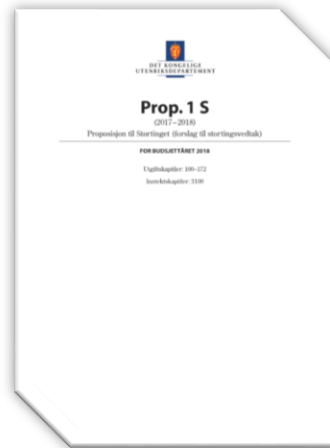 DET KONGELIGE
UTENRIKSDEPARTEMENT
Prop. 1 S
(2017–2018)
Proposisjon til Stortinget (forslag til stortingsvedtak)
FOR BUDSJETTÅRET 2018
Utgiftskapitler: 100–172
Inntektskapitler: 3100